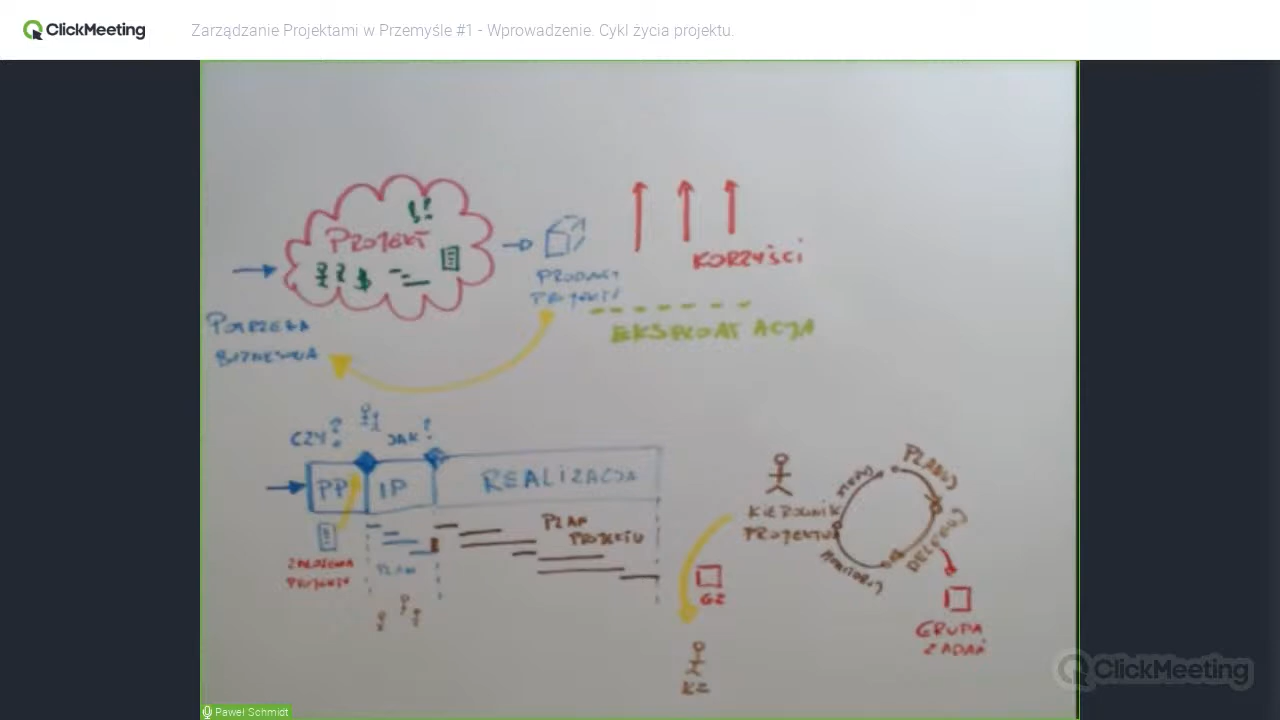 ClickMeeting
Zarządzanie Projektami w Przemyśle #1 - Wprowadzenie. Cykl życia projektu.
PROJEKT
$
PRODUKT
PROJEKTU
KORZYŚCI
POTRZEBA
BIZNESOWA
EKSPLOATACJA
CZY?
JAK?
PP
IP
REALIZACJA
PLAN
PROJEKTU
ZAŁOŻENIA
PROJEKTU
PLAN
KIEROWNIK
PROJEKTU
PLANUJ
DELEGUJ
MONITORUJ
GZ
GRUPA
ZADAŃ
KZ
ClickMeeting
Paweł Schmidt